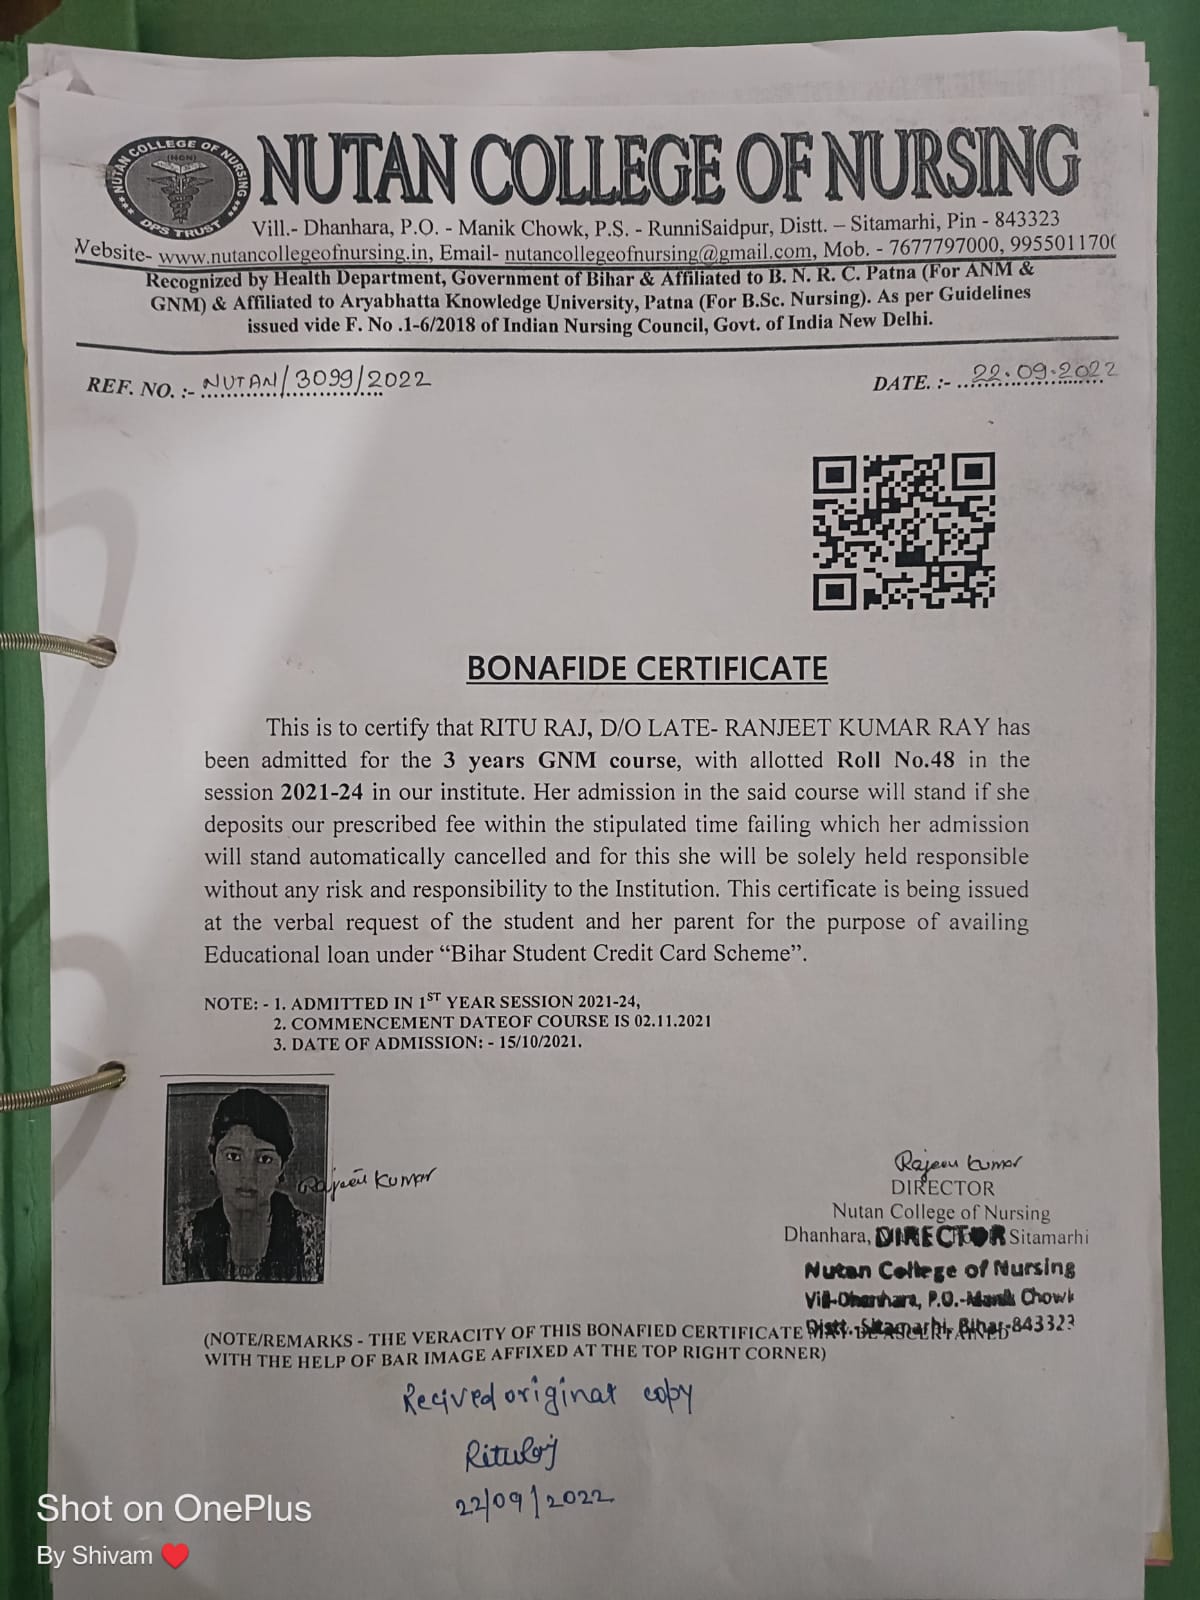 NUTAN COLLEGE OF NURSING
NUTAN COLLEGE OF NURSING
(NCN)
DPS TRUST
Vill.- Dhanhara, P.O. - Manik Chowk, P.S. - RunniSaidpur, Distt. – Sitamarhi, Pin - 843323
Website- www.nutancollegeofnursing.in, Email- nutancollegeofnursing@gmail.com, Mob. - 7677797000, 995501170
Recognized by Health Department, Government of Bihar & Affiliated to B. N. R. C. Patna (For ANM &
GNM) & Affiliated to Aryabhatta Knowledge University, Patna (For B.Sc. Nursing). As per Guidelines
issued vide F. No .1-6/2018 of Indian Nursing Council, Govt. of India New Delhi.
REF. NO. :- NUTAN/3099/2022
DATE. :- 22.09.2022
BONAFIDE CERTIFICATE
This is to certify that RITU RAJ, D/O LATE- RANJEET KUMAR RAY has
been admitted for the 3 years GNM course, with allotted Roll No.48 in the
session 2021-24 in our institute. Her admission in the said course will stand if she
deposits our prescribed fee within the stipulated time failing which her admission
will stand automatically cancelled and for this she will be solely held responsible
without any risk and responsibility to the Institution. This certificate is being issued
at the verbal request of the student and her parent for the purpose of availing
Educational loan under “Bihar Student Credit Card Scheme”.
NOTE: - 1. ADMITTED IN 1ST YEAR SESSION 2021-24,
2. COMMENCEMENT DATEOF COURSE IS 02.11.2021
3. DATE OF ADMISSION: - 15/10/2021.
Rajeev Kumar
Rajeev Kumar
DIRECTOR
Nutan College of Nursing
Dhanhara, Sitamarhi
DIRECTOR
Nutan College of Nursing
Vill-Dhanhara, P.O.-Manik Chowk
Distt. Sitamarhi, Bihar-843323
(NOTE/REMARKS - THE VERACITY OF THIS BONAFIED CERTIFICATE MAY BE ASCERTAINED
WITH THE HELP OF BAR IMAGE AFFIXED AT THE TOP RIGHT CORNER)
Recived original copy
Rituraj
22/09/2022
Shot on OnePlus
By Shivam ❤️